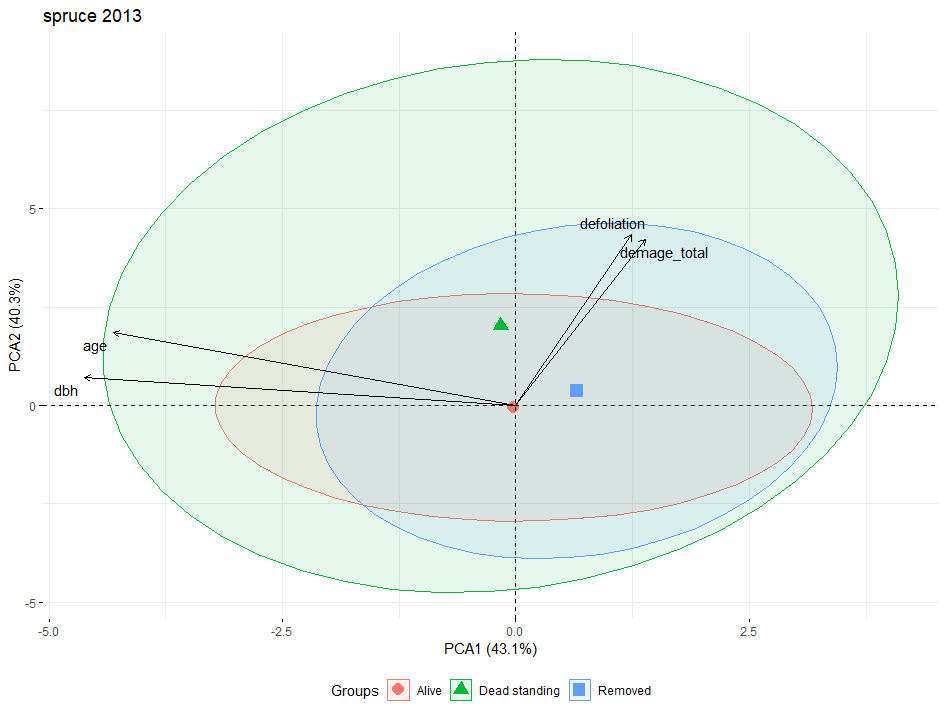 spruce 2013
PCA2 (40.3%)
5
0
-5
defoliation
demage_total
age
dbh
-5.0
-2.5
0.0
2.5
PCA1 (43.1%)
Groups Alive Dead standing Removed